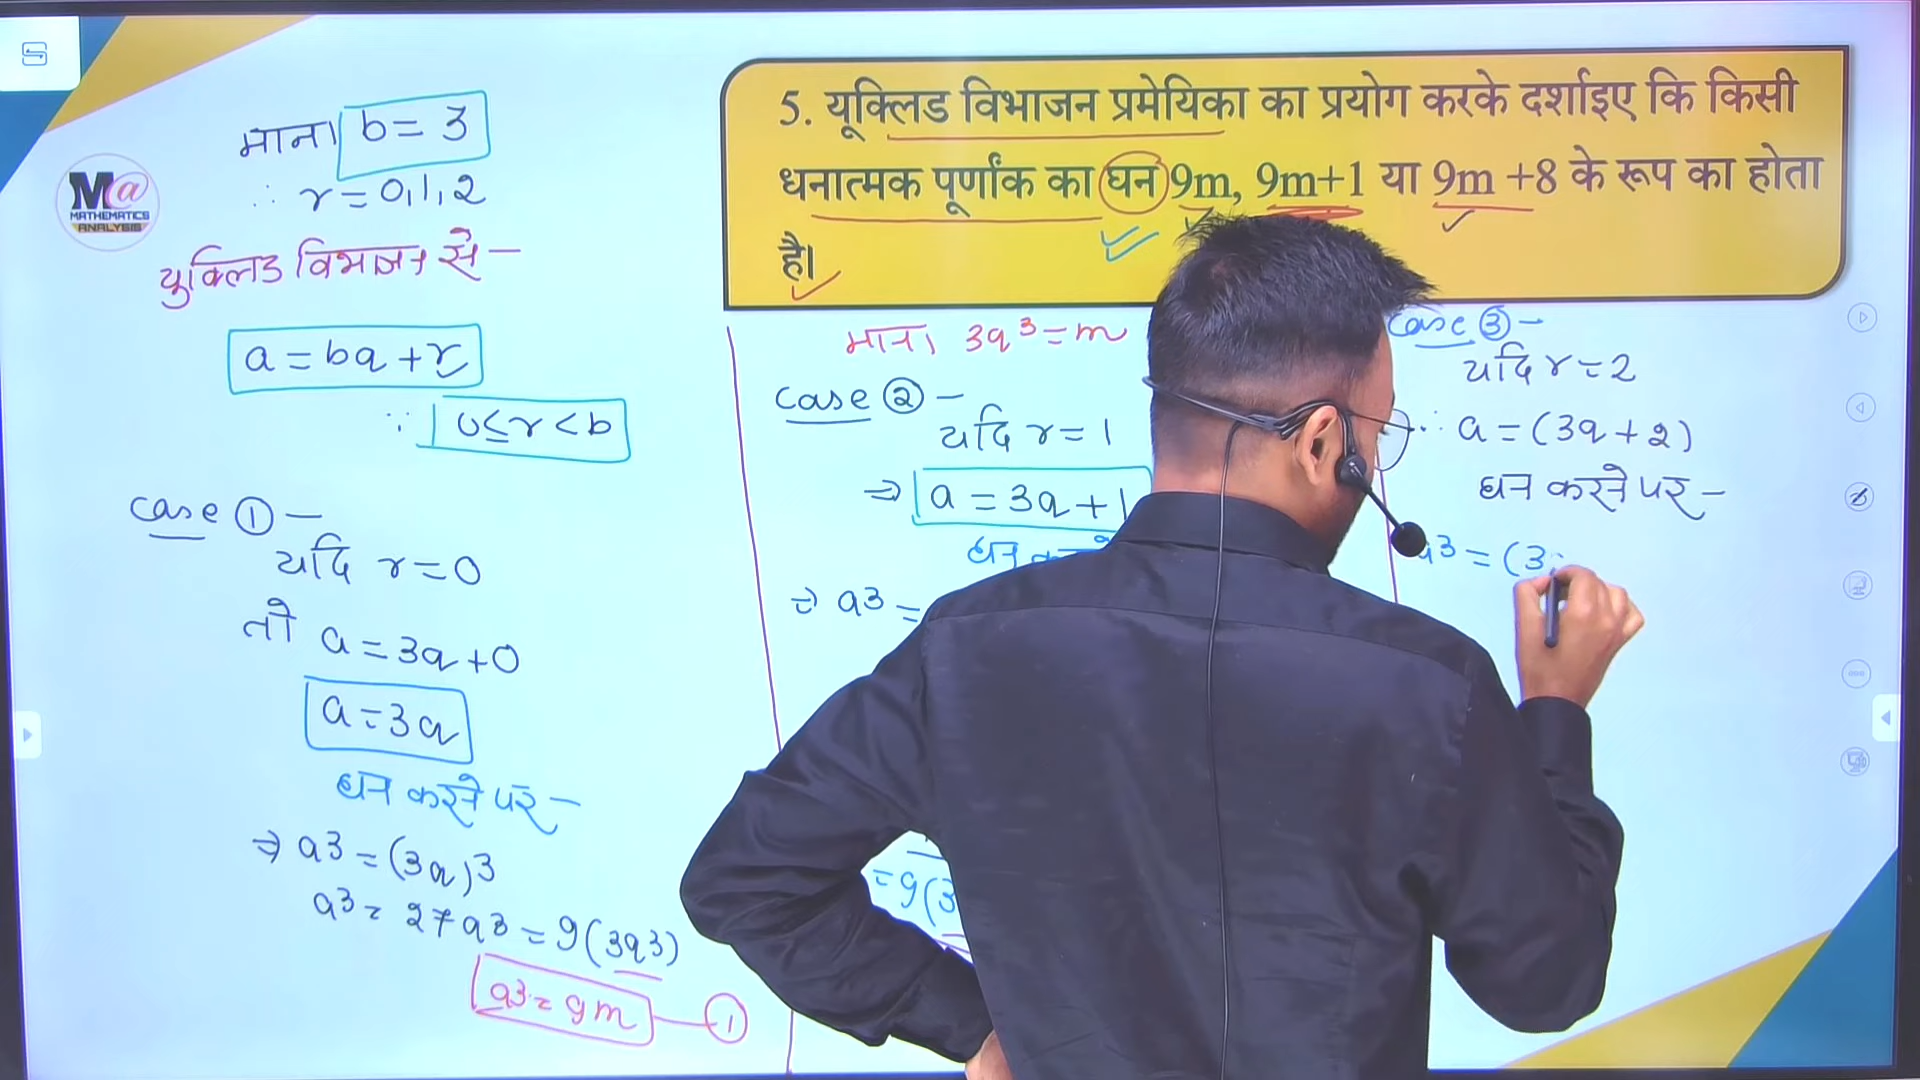 5. यूक्लिड विभाजन प्रमेयिका का प्रयोग करके दर्शाइए कि किसी
धनात्मक पूर्णांक का घन 9m, 9m+1 या 9m +8 के रूप का होता
है।
M@
MATHEMATICS
ANALYSIS
माना b = 3
∴ r = 0,1,2
युक्लिड विभाजन से –
a = bq + r
∵ 0≤r<b
Case ① –
यदि r = 0
तो a = 3q + 0
a = 3q
घन करने पर –
⇒ a3 = (3q)3
a3 = 27q3 = 9(3q3)
a3 = 9m — ①
माना 3q3 = m
Case ② –
यदि r = 1
⇒ a = 3q + 1
घन
⇒ a3 =
= 9(3
Case ③ –
यदि r = 2
∴ a = (3q + 2)
घन करने पर –
a3 = (3